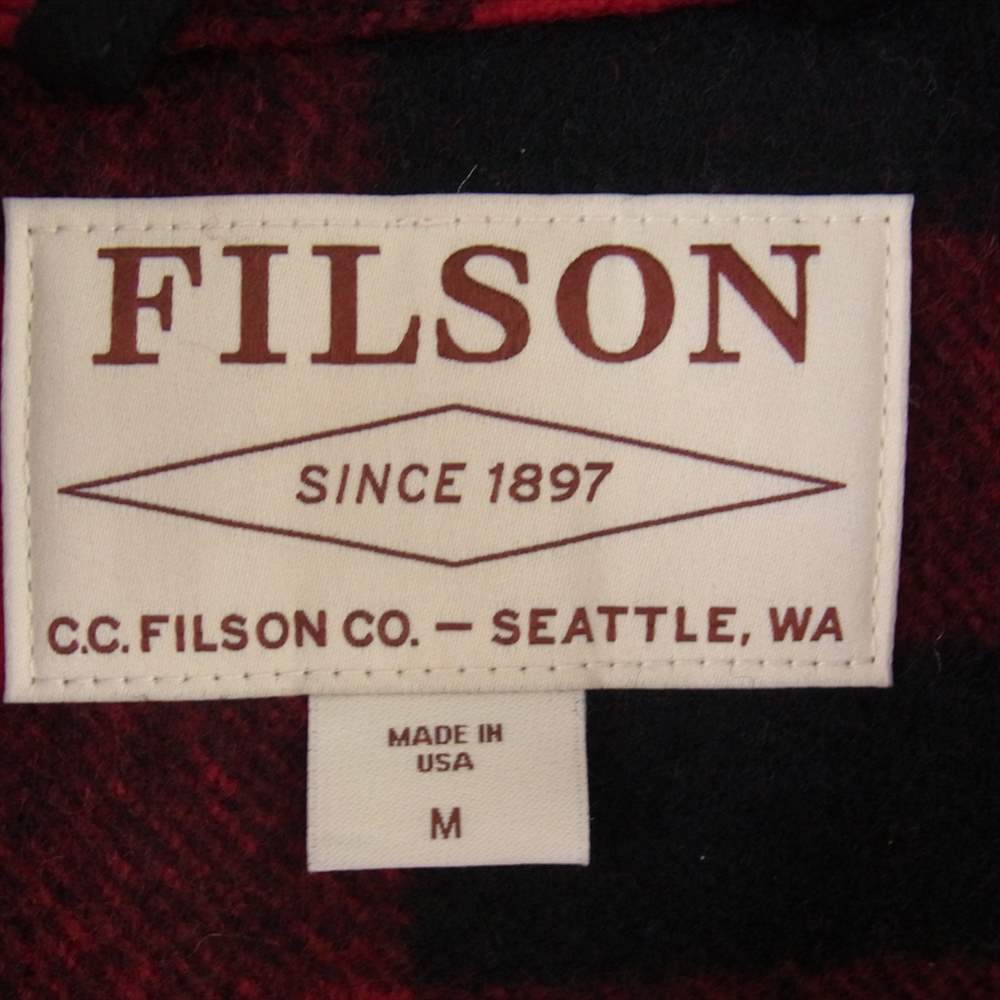 FILSON
SINCE 1897
C.C. FILSON CO. — SEATTLE, WA
MADE IN
USA
M